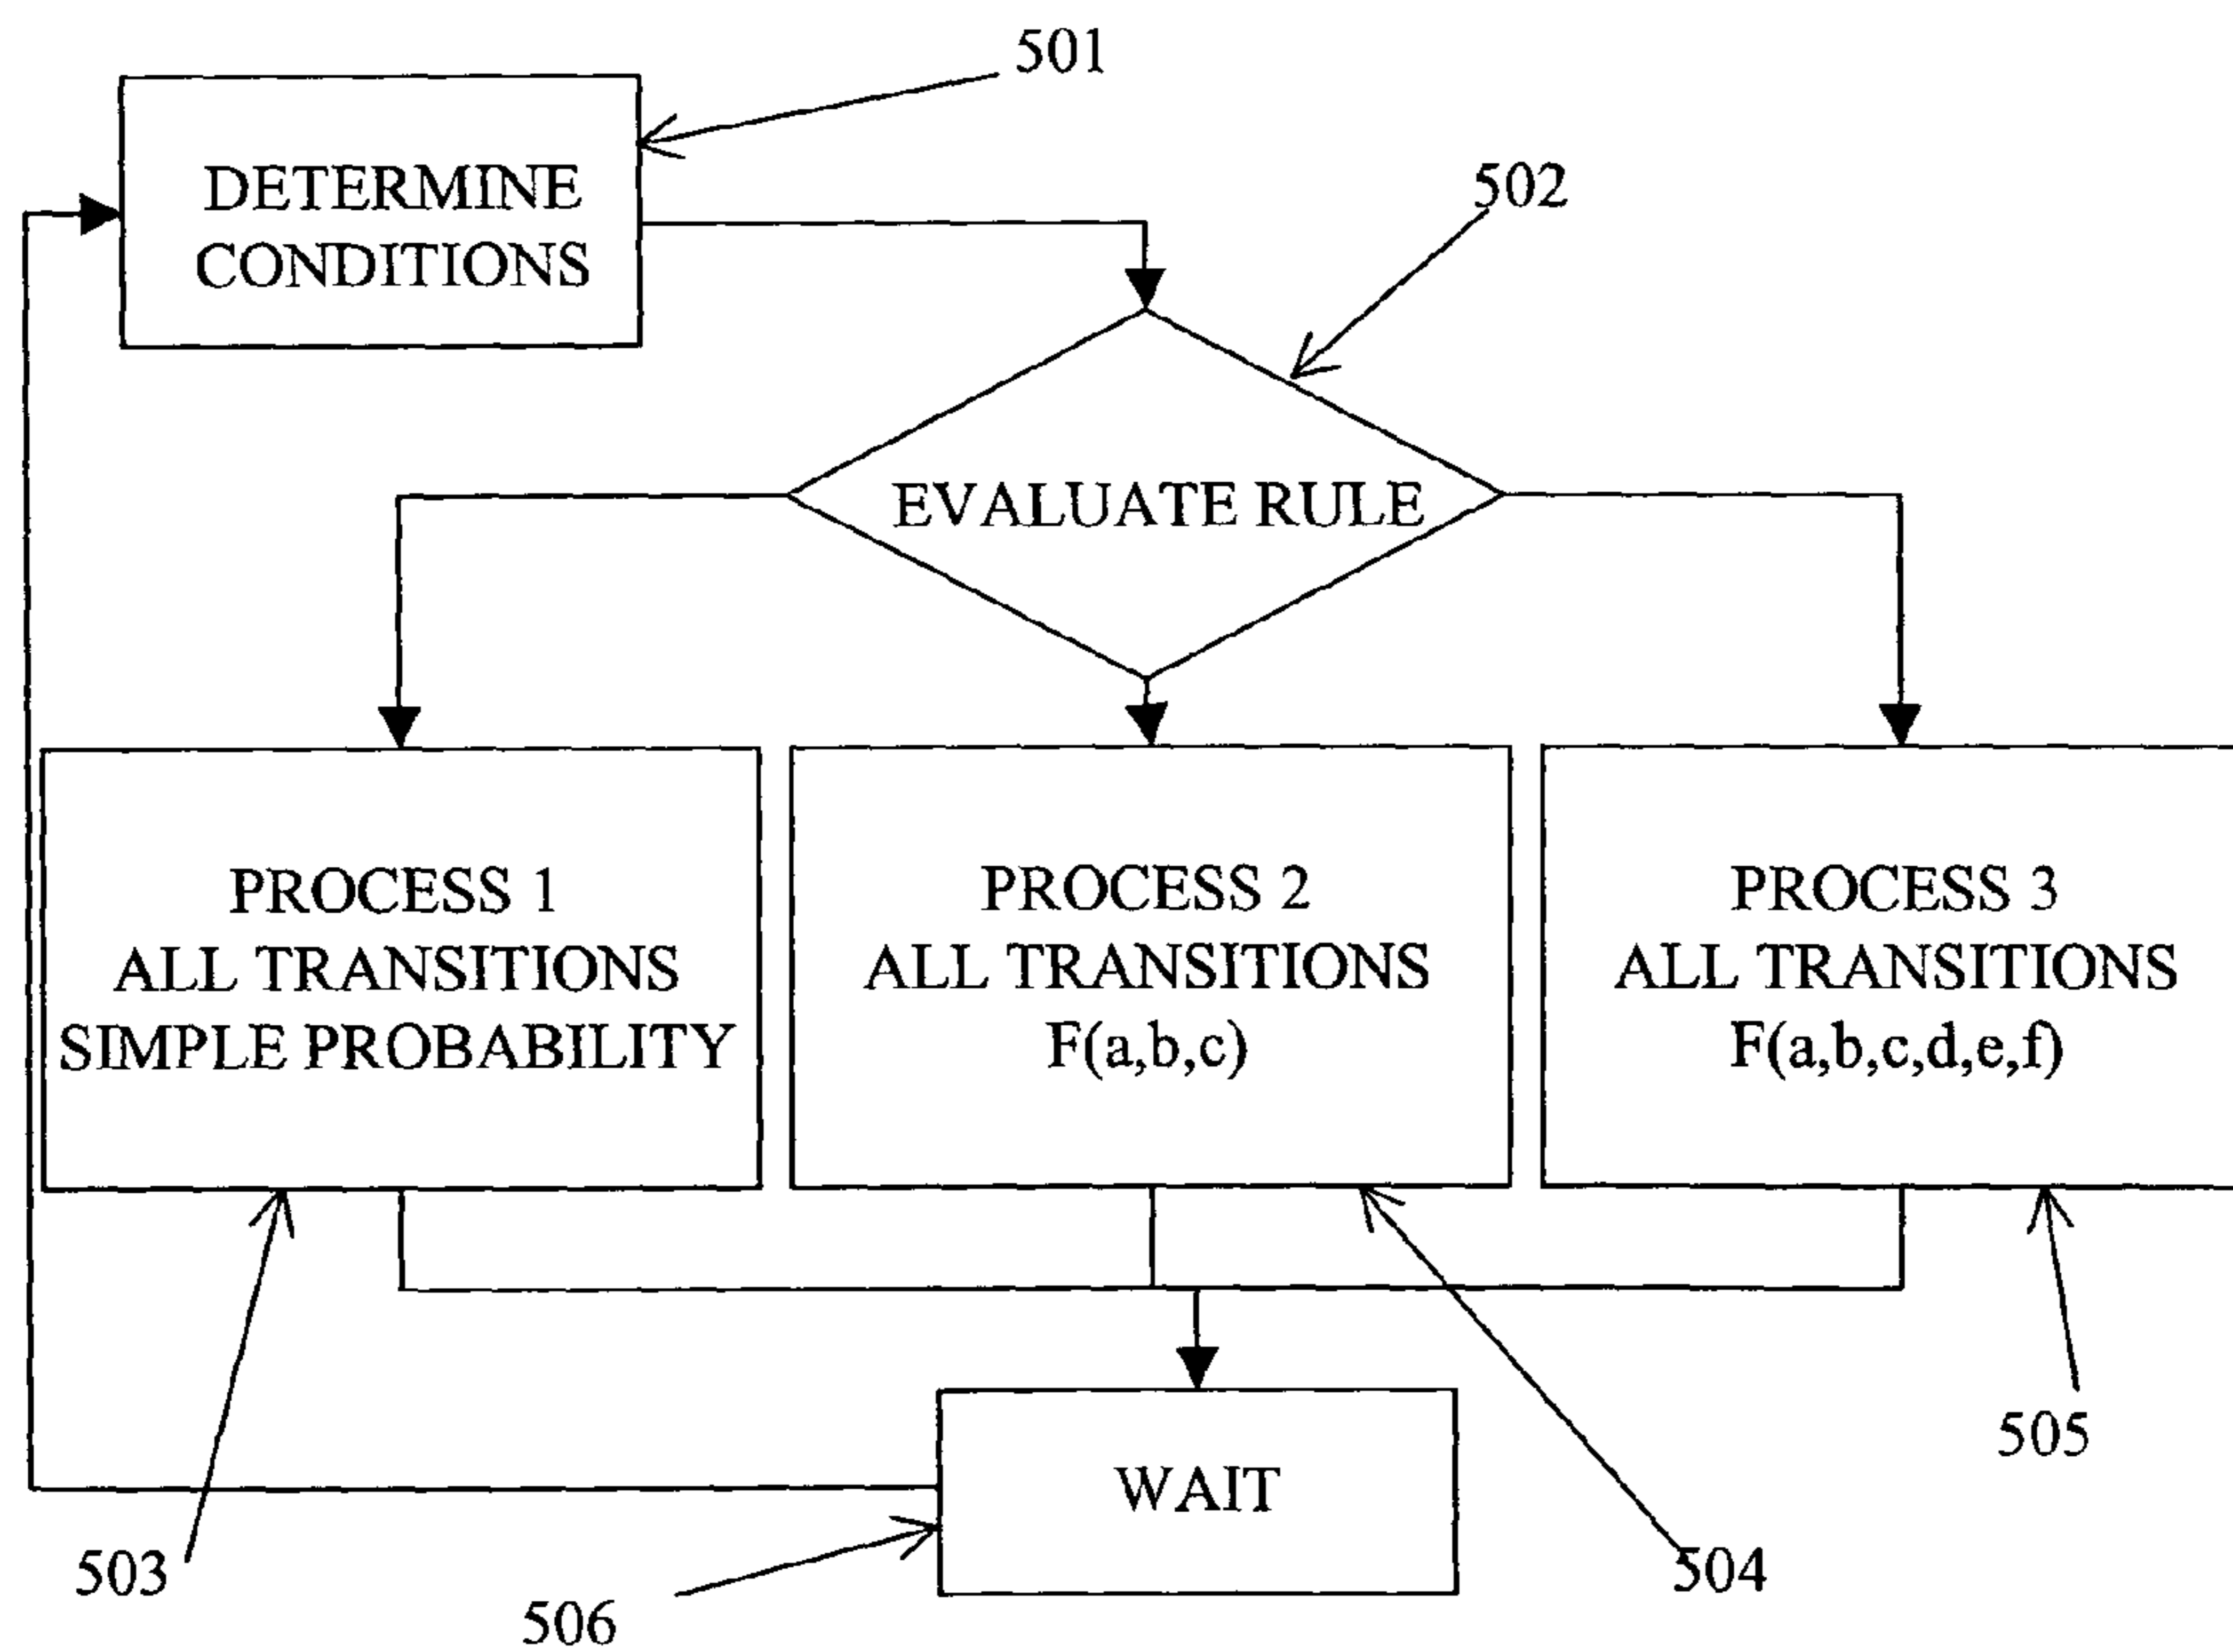 501
DETERMINE
CONDITIONS
502
EVALUATE RULE
PROCESS 1
ALL TRANSITIONS
SIMPLE PROBABILITY
PROCESS 2
ALL TRANSITIONS
F(a,b,c)
PROCESS 3
ALL TRANSITIONS
F(a,b,c,d,e,f)
505
WAIT
503
504
506